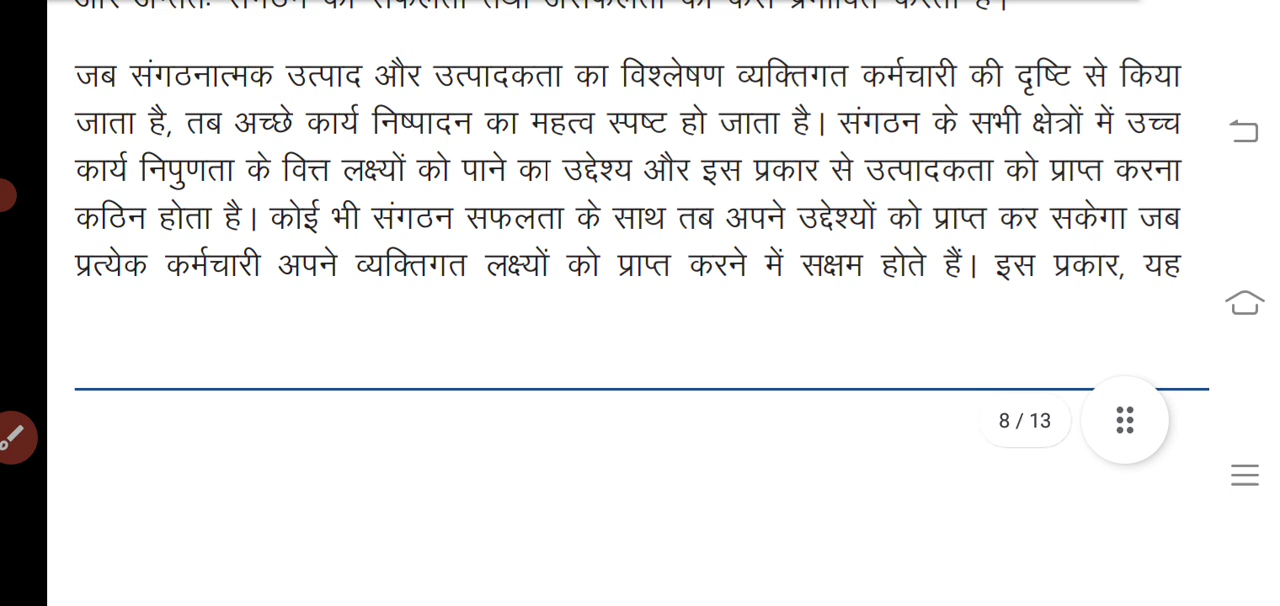 जब संगठनात्मक उत्पाद और उत्पादकता का विश्लेषण व्यक्तिगत कर्मचारी की दृष्टि से किया
जाता है, तब अच्छे कार्य निष्पादन का महत्व स्पष्ट हो जाता है। संगठन के सभी क्षेत्रों में उच्च
कार्य निपुणता के वित्त लक्ष्यों को पाने का उद्देश्य और इस प्रकार से उत्पादकता को प्राप्त करना
कठिन होता है। कोई भी संगठन सफलता के साथ तब अपने उद्देश्यों को प्राप्त कर सकेगा जब
प्रत्येक कर्मचारी अपने व्यक्तिगत लक्ष्यों को प्राप्त करने में सक्षम होते हैं। इस प्रकार, यह
8 / 13